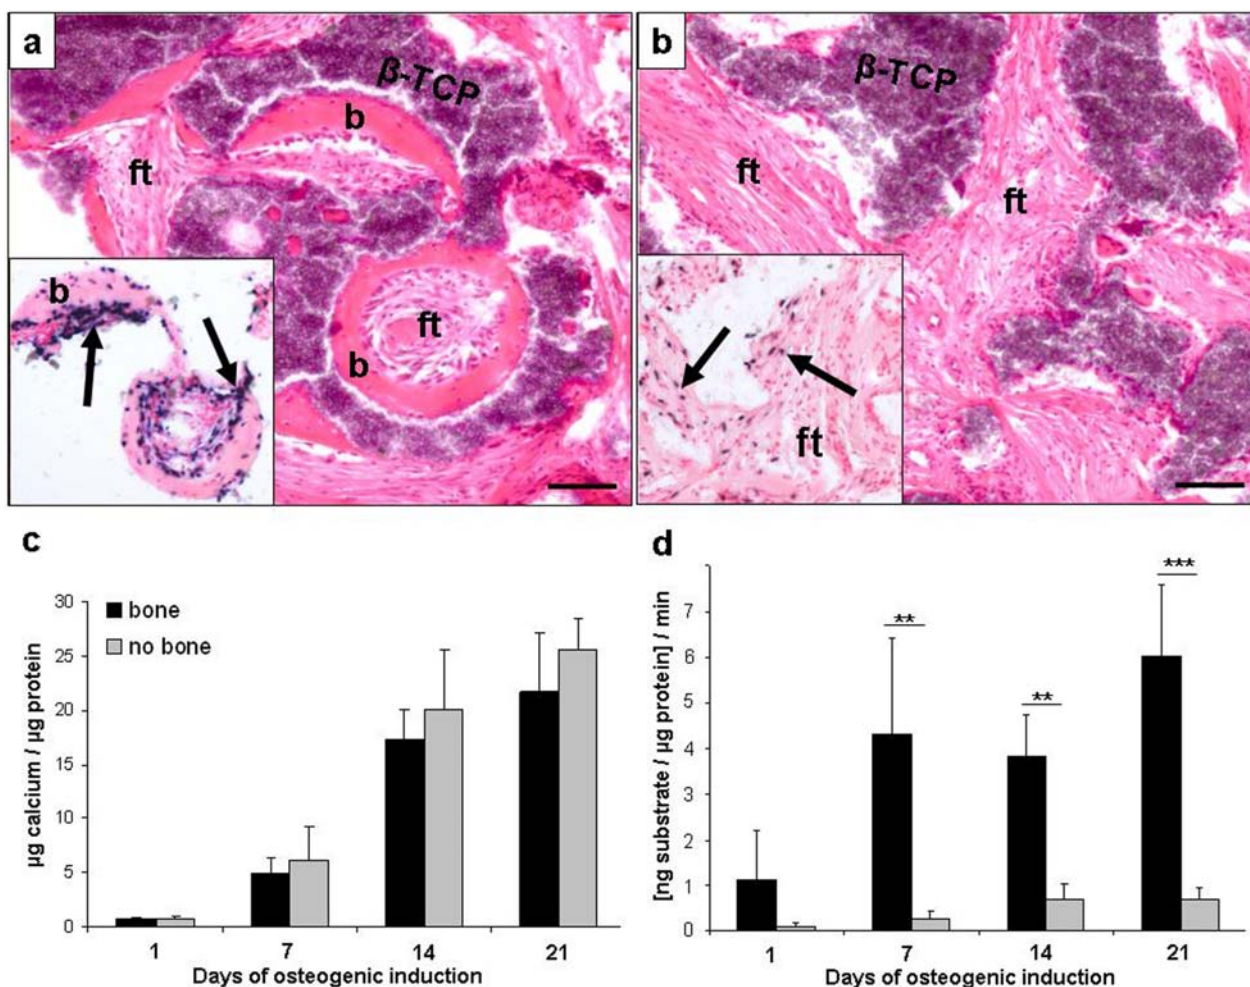 a
β-TCP
b
ft
b
ft
b
b
β-TCP
ft
ft
ft
c
µg calcium / µg protein
30
25
20
15
10
5
0
bone
no bone
1 7 14 21
Days of osteogenic induction
d
[ng substrate / µg protein] / min
7
6
5
4
3
2
1
0
**
**
***
1 7 14 21
Days of osteogenic induction